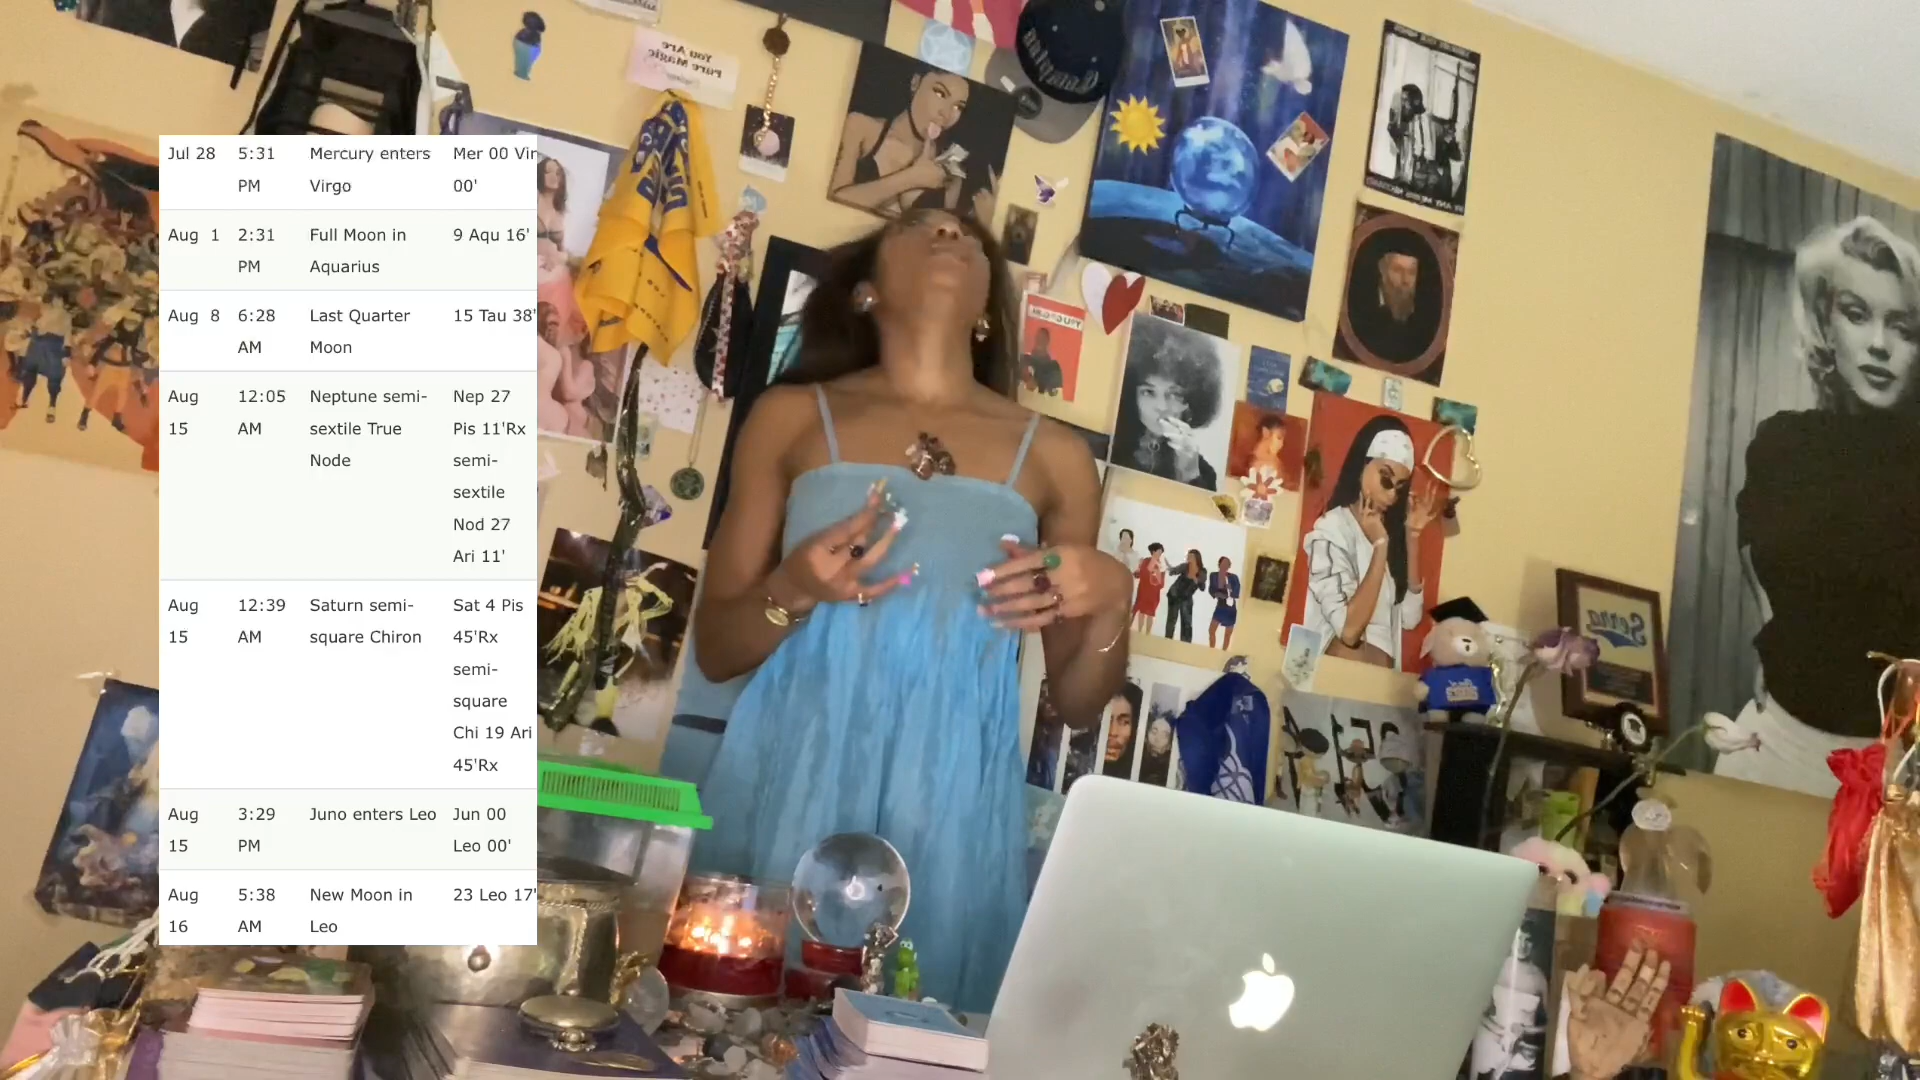 You Are
Pure Magic
Compton
Jul 28 5:31 Mercury enters Mer 00 Vir
PM Virgo 00'
Aug 1 2:31 Full Moon in 9 Aqu 16'
PM Aquarius
Aug 8 6:28 Last Quarter 15 Tau 38'
AM Moon
Aug 12:05 Neptune semi- Nep 27
15 AM sextile True Pis 11'Rx
Node semi-
sextile
Nod 27
Ari 11'
Aug 12:39 Saturn semi- Sat 4 Pis
15 AM square Chiron 45'Rx
semi-
square
Chi 19 Ari
45'Rx
Aug 3:29 Juno enters Leo Jun 00
15 PM Leo 00'
Aug 5:38 New Moon in 23 Leo 17'
16 AM Leo